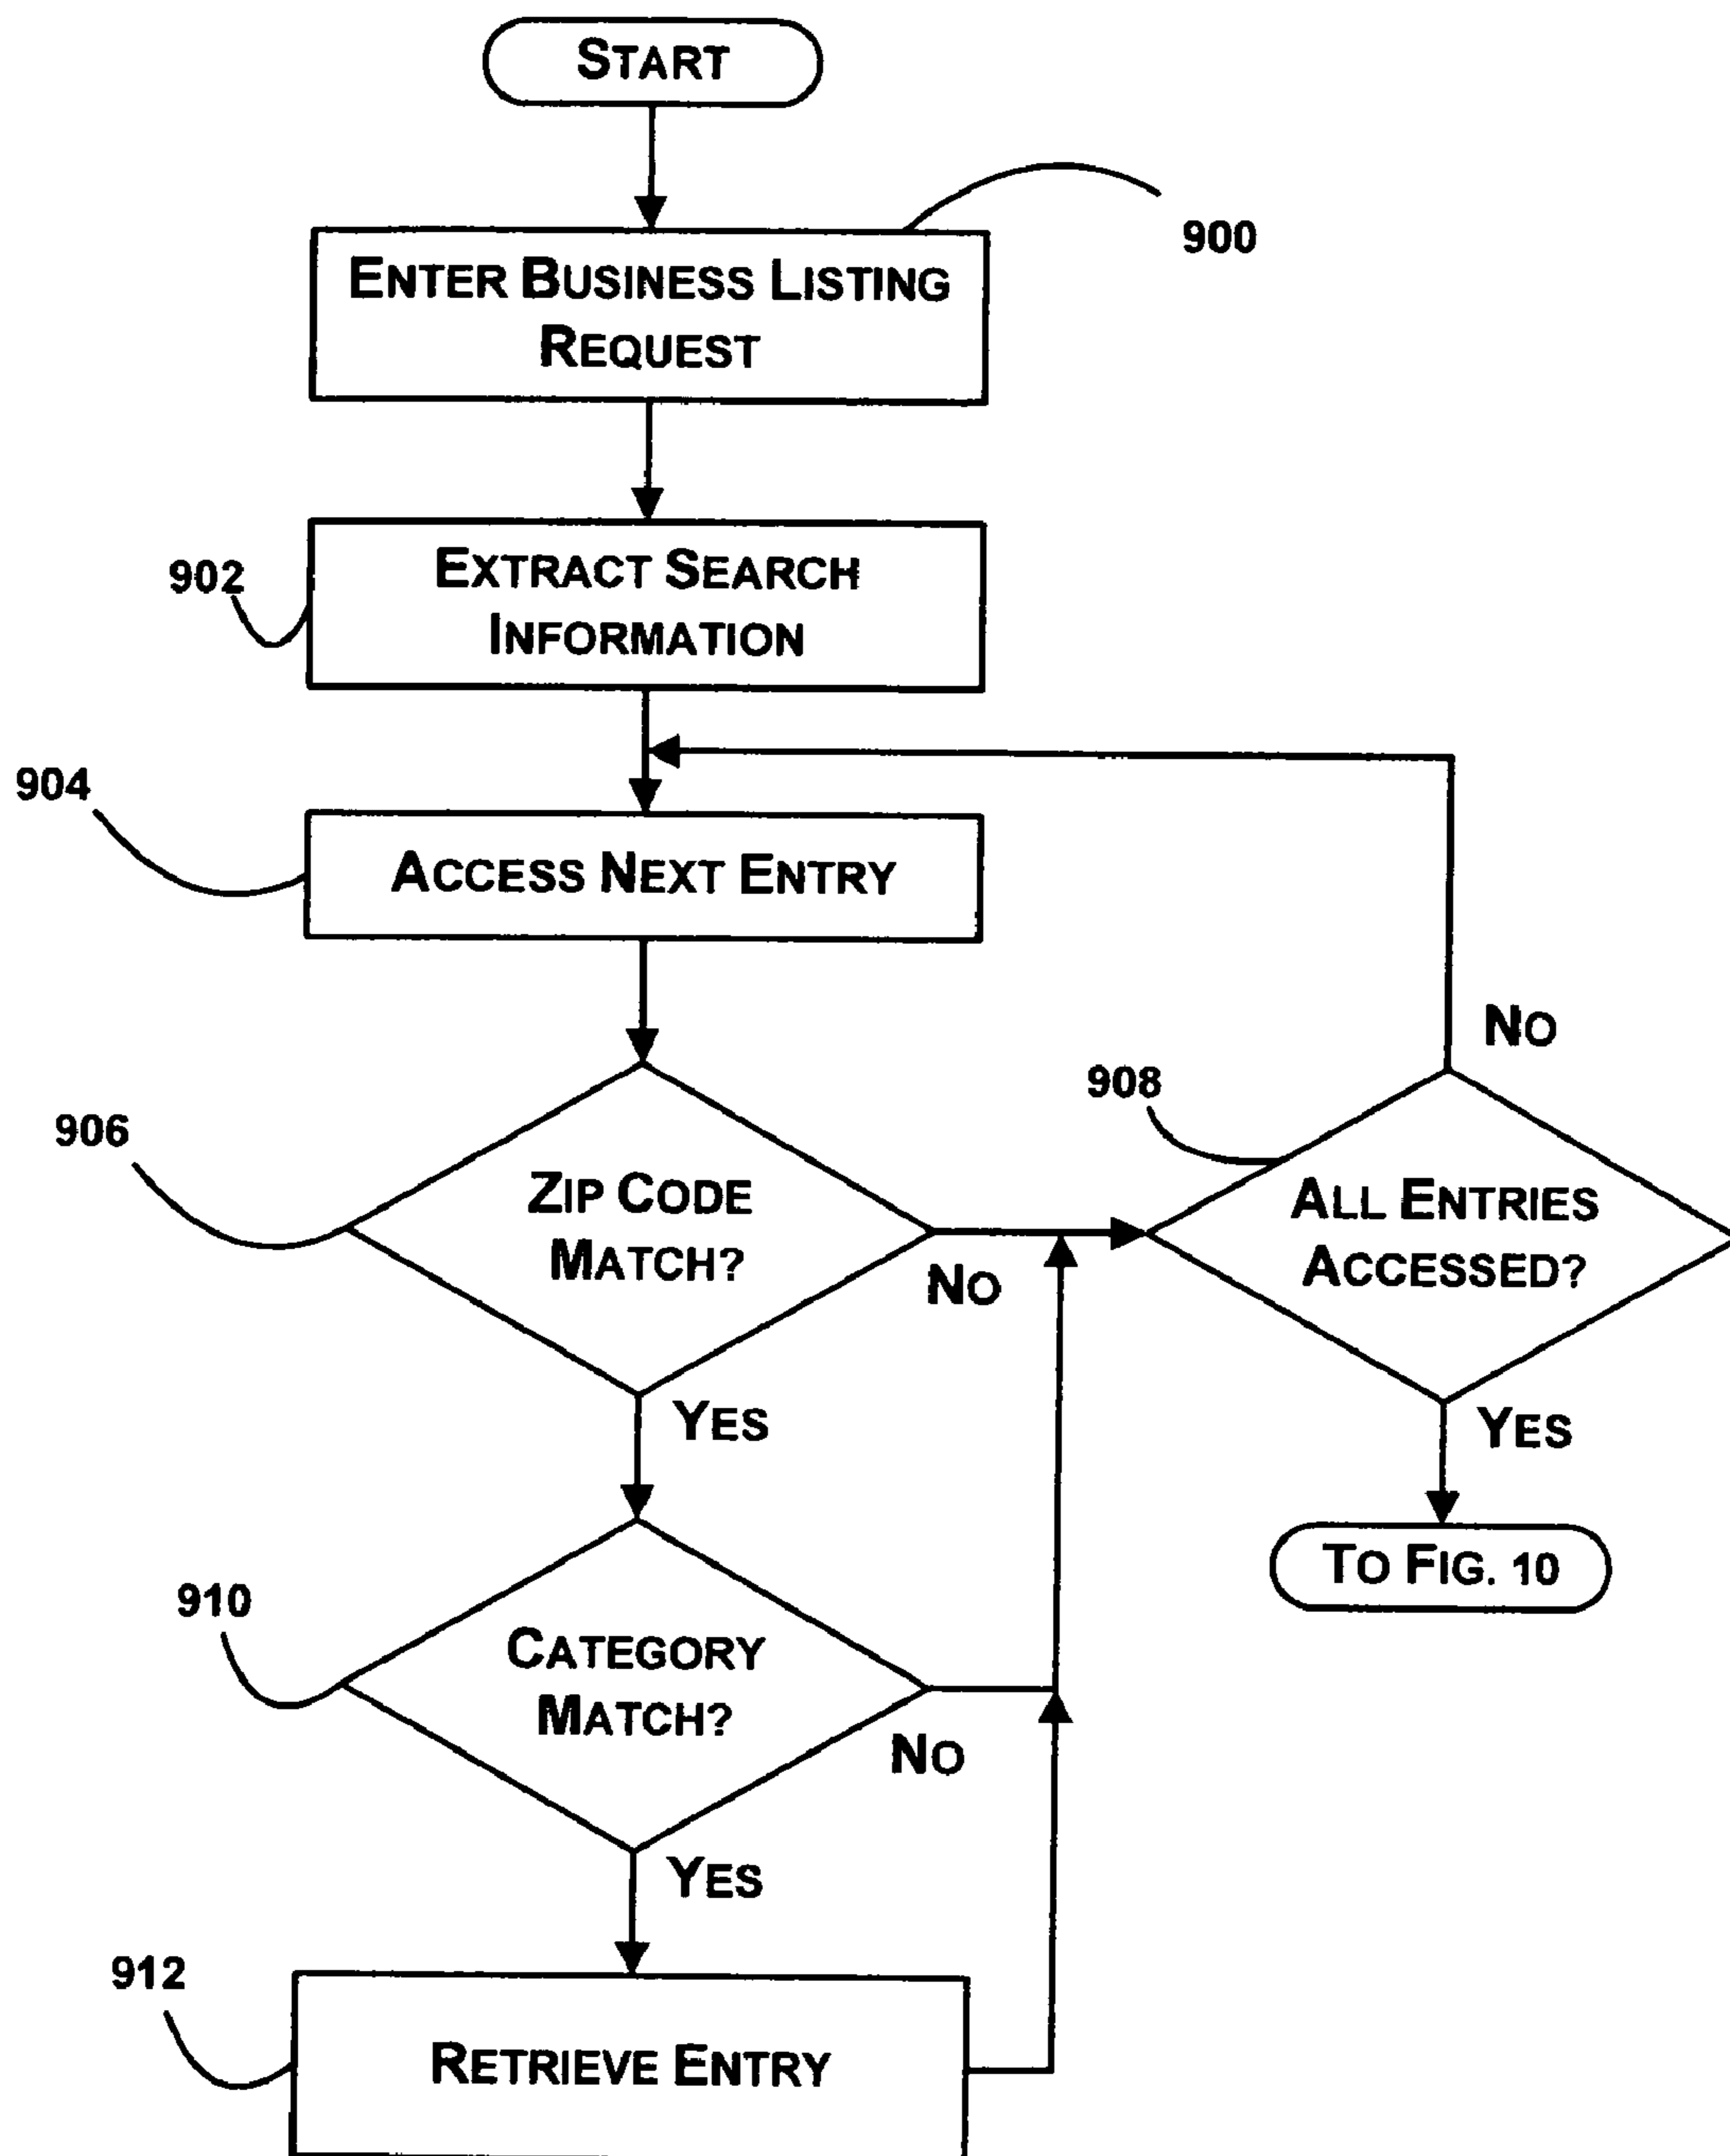 START
900
ENTER BUSINESS LISTING
REQUEST
902
EXTRACT SEARCH
INFORMATION
904
ACCESS NEXT ENTRY
NO
906
908
ZIP CODE
MATCH?
ALL ENTRIES
ACCESSED?
NO
YES
YES
910
TO FIG. 10
CATEGORY
MATCH?
NO
YES
912
RETRIEVE ENTRY